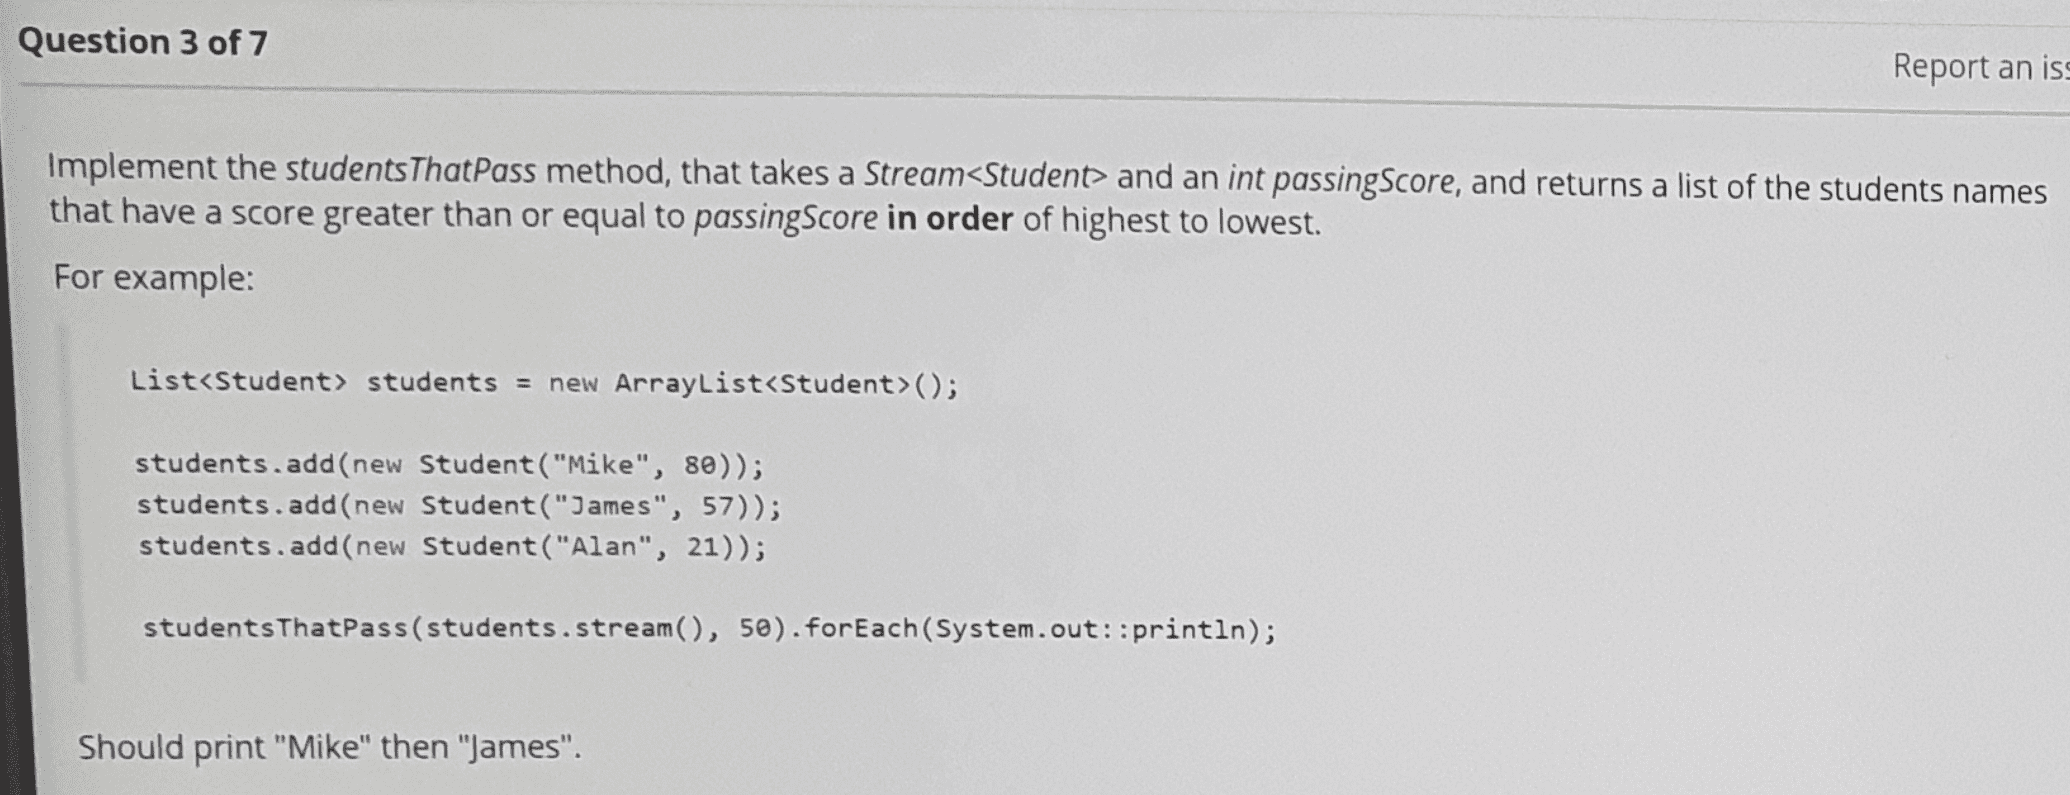 Question 3 of 7
Report an
Implement the studentsThatPass method, that takes a Stream<Student> and an int passingScore, and returns a list of the students names
that have a score greater than or equal to passingScore in order of highest to lowest.
For example:
List<Student> students = new ArrayList<Student>();
students.add(new Student("Mike", 80));
students.add(new Student("James", 57));
students.add(new Student("Alan", 21));
studentsThatPass(students.stream(), 50).forEach(System.out::println);
Should print "Mike" then "James".